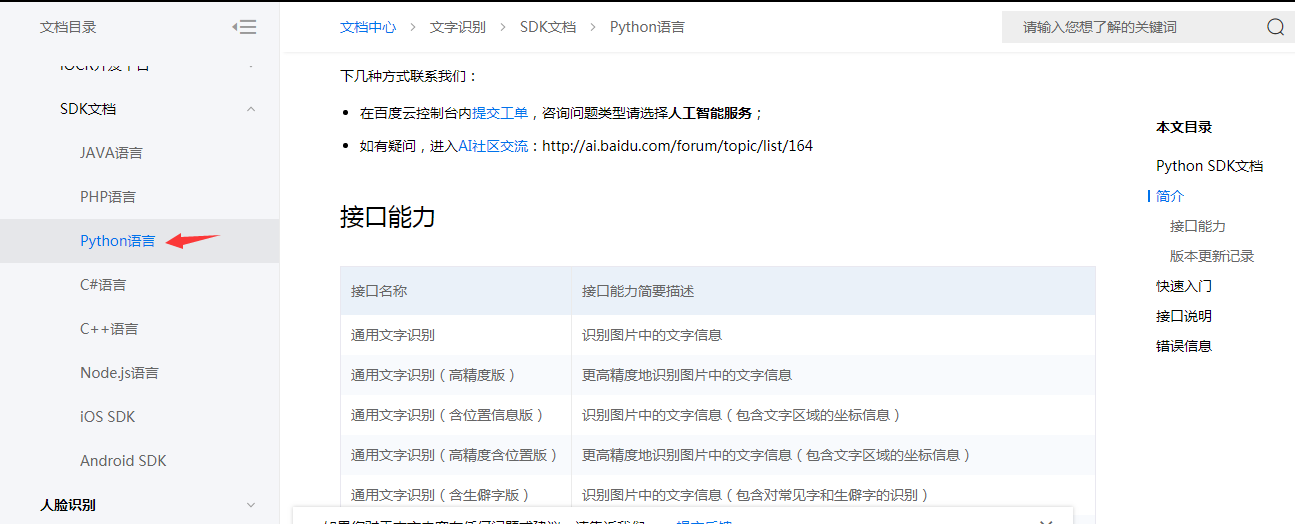 文档目录
SDK文档
JAVA语言
PHP语言
Python语言
C#语言
C++语言
Node.js语言
iOS SDK
Android SDK
人脸识别
文档中心 > 文字识别 > SDK文档 > Python语言
请输入您想了解的关键词
下几种方式联系我们：
• 在百度云控制台内提交工单，咨询问题类型请选择人工智能服务；
• 如有疑问，进入AI社区交流：http://ai.baidu.com/forum/topic/list/164
接口能力
接口名称 接口能力简要描述
通用文字识别 识别图片中的文字信息
通用文字识别（高精度版） 更高精度地识别图片中的文字信息
通用文字识别（含位置信息版） 识别图片中的文字信息（包含文字区域的坐标信息）
通用文字识别（高精度含位置版） 更高精度地识别图片中的文字信息（包含文字区域的坐标信息）
通用文字识别（含生僻字版） 识别图片中的文字信息（包含对常见字和生僻字的识别）
本文目录
Python SDK文档
简介
接口能力
版本更新记录
快速入门
接口说明
错误信息